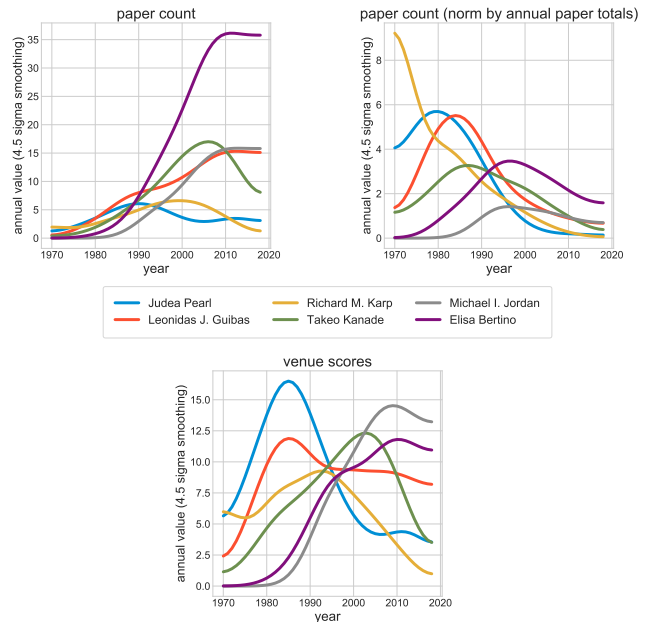 paper count
annual value (4.5 sigma smoothing)
35
30
25
20
15
10
5
0
1970 1980 1990 2000 2010 2020
year
paper count (norm by annual paper totals)
annual value (4.5 sigma smoothing)
8
6
4
2
0
1970 1980 1990 2000 2010 2020
year
Judea Pearl Richard M. Karp Michael I. Jordan
Leonidas J. Guibas Takeo Kanade Elisa Bertino
venue scores
annual value (4.5 sigma smoothing)
15.0
12.5
10.0
7.5
5.0
2.5
0.0
1970 1980 1990 2000 2010 2020
year